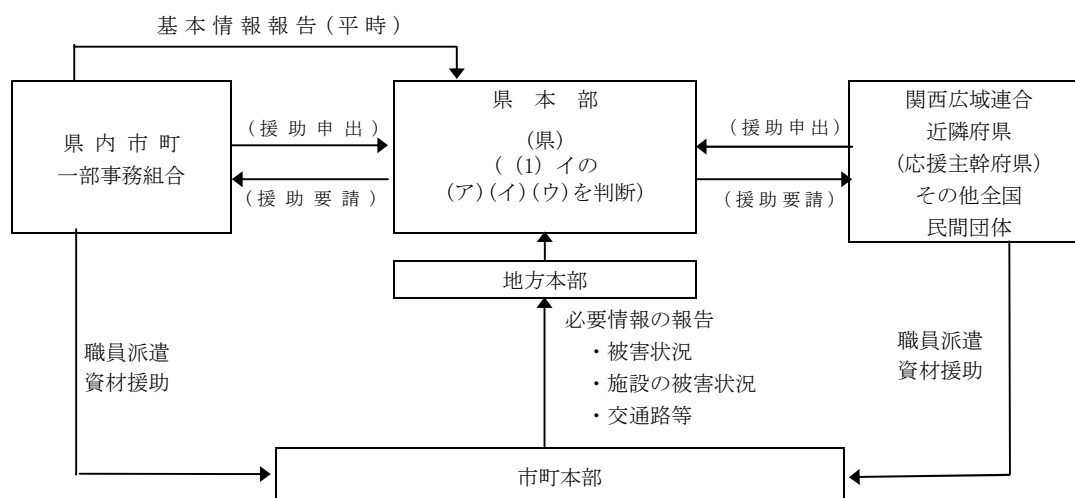 基本情報報告(平時)
県内市町
一部事務組合
(援助申出)
(援助要請)
県本部
(県)
( (1) イの
(ア)(イ)(ウ)を判断)
(援助申出)
(援助要請)
関西広域連合
近隣府県
(応援主幹府県)
その他全国
民間団体
地方本部
必要情報の報告
・被害状況
・施設の被害状況
・交通路等
職員派遣
資材援助
職員派遣
資材援助
市町本部